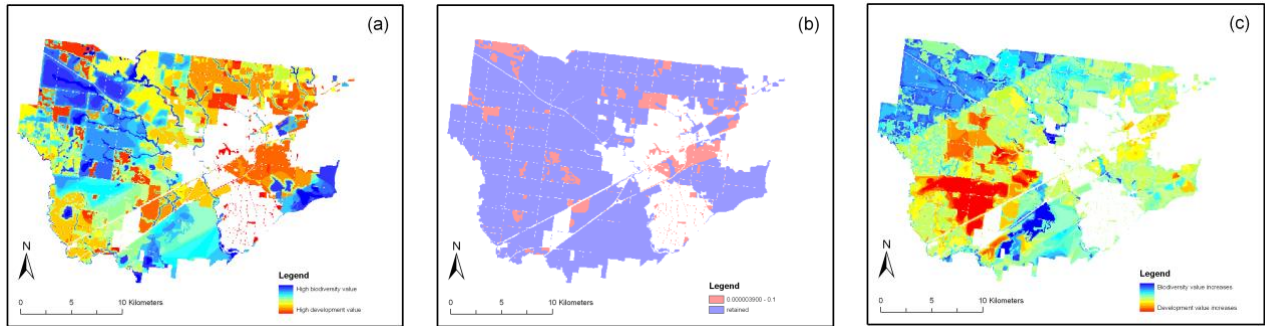 (a)
N
0 5 10 Kilometers
Legend
High biodiversity value
High development value
(b)
N
0 5 10 Kilometers
Legend
0.000003900 - 0.1
retained
(c)
N
0 5 10 Kilometers
Legend
Biodiversity value increases
Development value increases